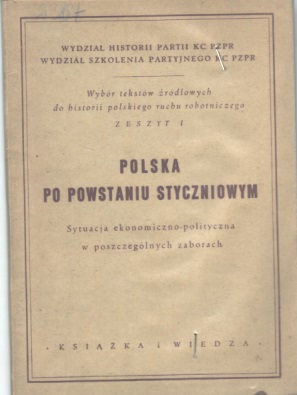 WYDZIAŁ HISTORII PARTII KC PZPR
WYDZIAŁ SZKOLENIA PARTYJNEGO KC PZPR
Wybór tekstów źródłowych
do historii polskiego ruchu robotniczego
ZESZYT I
POLSKA
PO POWSTANIU STYCZNIOWYM
Sytuacja ekonomiczno-polityczna
w poszczególnych zaborach
• KSIĄŻKA i WIEDZA •